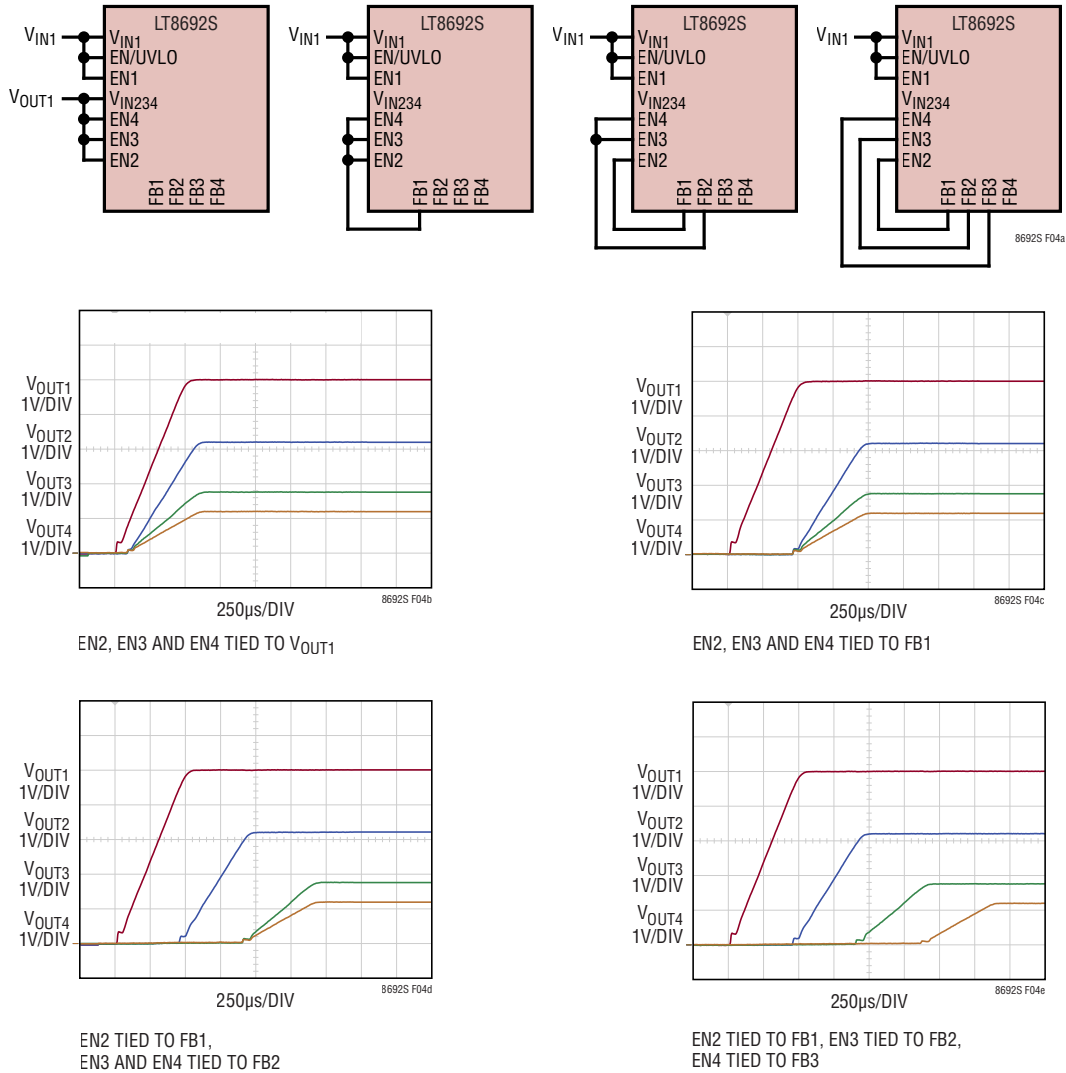 LT8692S
VIN1
VIN1
EN/UVLO
EN1
VOUT1
VIN234
EN4
EN3
EN2
FB1
FB2
FB3
FB4
LT8692S
VIN1
VIN1
EN/UVLO
EN1
VIN234
EN4
EN3
EN2
FB1
FB2
FB3
FB4
LT8692S
VIN1
VIN1
EN/UVLO
EN1
VIN234
EN4
EN3
EN2
FB1
FB2
FB3
FB4
LT8692S
VIN1
VIN1
EN/UVLO
EN1
VIN234
EN4
EN3
EN2
FB1
FB2
FB3
FB4
8692S F04a
VOUT1
1V/DIV
VOUT2
1V/DIV
VOUT3
1V/DIV
VOUT4
1V/DIV
250µs/DIV
8692S F04b
EN2, EN3 AND EN4 TIED TO VOUT1
VOUT1
1V/DIV
VOUT2
1V/DIV
VOUT3
1V/DIV
VOUT4
1V/DIV
250µs/DIV
8692S F04c
EN2, EN3 AND EN4 TIED TO FB1
VOUT1
1V/DIV
VOUT2
1V/DIV
VOUT3
1V/DIV
VOUT4
1V/DIV
250µs/DIV
8692S F04d
EN2 TIED TO FB1,
EN3 AND EN4 TIED TO FB2
VOUT1
1V/DIV
VOUT2
1V/DIV
VOUT3
1V/DIV
VOUT4
1V/DIV
250µs/DIV
8692S F04e
EN2 TIED TO FB1, EN3 TIED TO FB2,
EN4 TIED TO FB3